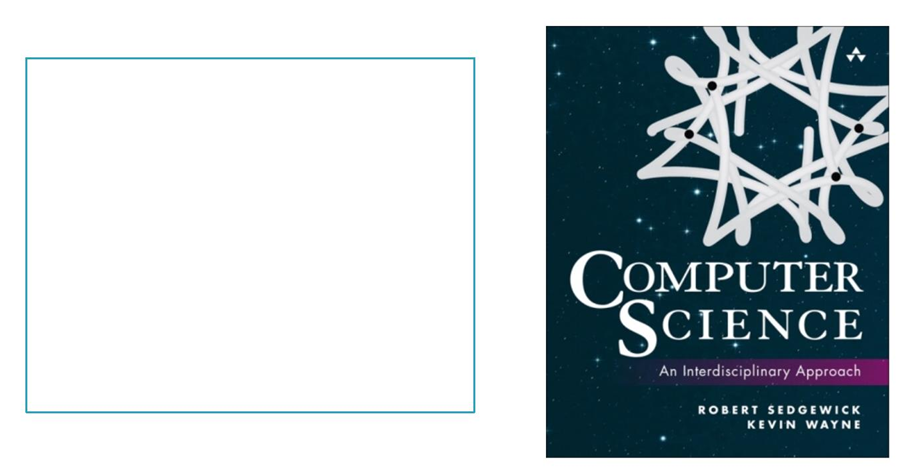 COMPUTER
SCIENCE
An Interdisciplinary Approach
ROBERT SEDGEWICK
KEVIN WAYNE